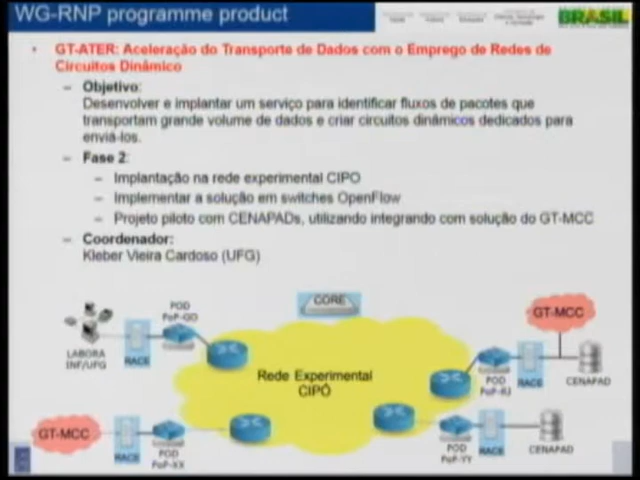 WG-RNP programme product
BRASIL
GT-ATER: Aceleração do Transporte de Dados com o Emprego de Redes de
Circuitos Dinâmico
– Objetivo:
Desenvolver e implantar um serviço para identificar fluxos de pacotes que
transportam grande volume de dados e criar circuitos dinâmicos dedicados para
enviá-los.
– Fase 2:
– Implantação na rede experimental CIPO
– Implementar a solução em switches OpenFlow
– Projeto piloto com CENAPADs, utilizando integrando com solução do GT-MCC
– Coordenador:
Kleber Vieira Cardoso (UFG)
CORE
POD
PoP-GO
GT-MCC
LABORA
INF/UFG
RACE
Rede Experimental
CIPÓ
POD
PoP-RJ
RACE
CENAPAD
GT-MCC
RACE
POD
PoP-XX
POD
PoP-YY
RACE
CENAPAD